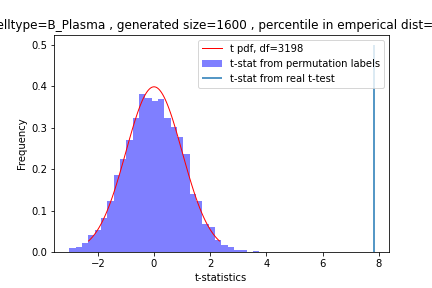 elltype=B_Plasma , generated size=1600 , percentile in emperical dist=
0.5
0.4
0.3
0.2
0.1
0.0
Frequency
t pdf, df=3198
t-stat from permutation labels
t-stat from real t-test
−2
0
2
4
6
8
t-statistics